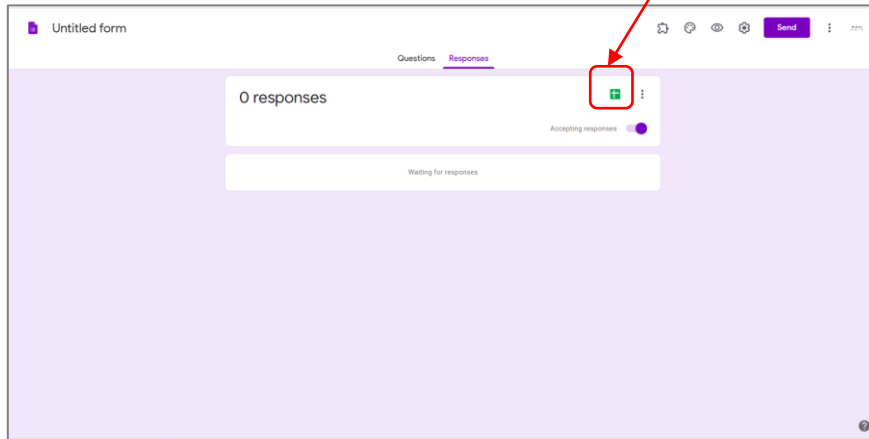 Untitled form
Send
Questions Responses
0 responses
Accepting responses
Waiting for responses